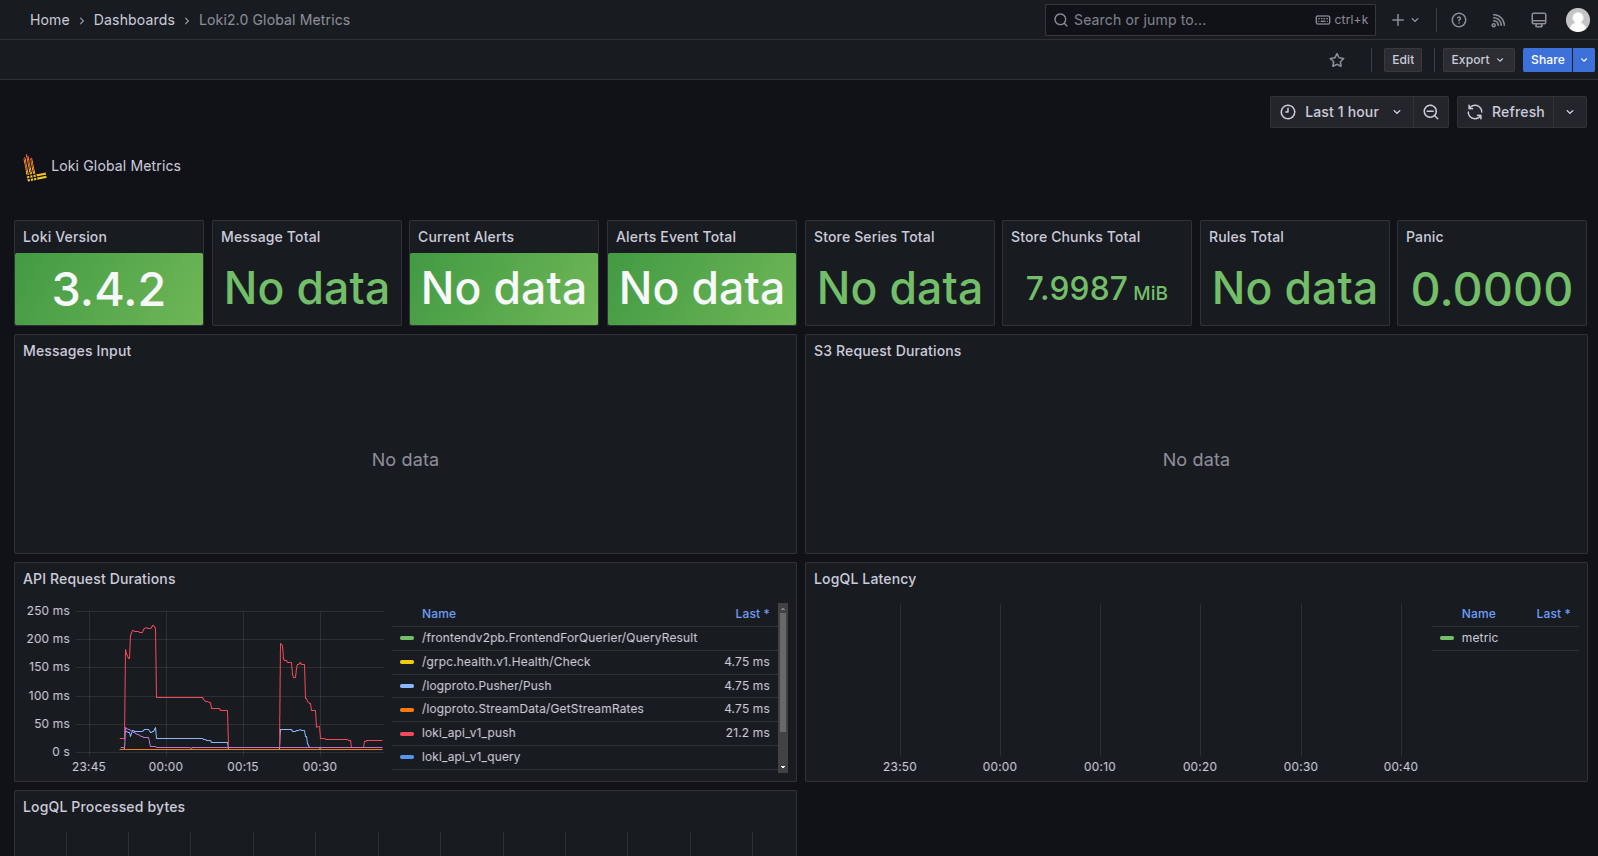 Home › Dashboards › Loki2.0 Global Metrics
Search or jump to... ctrl+k
Edit Export Share
Last 1 hour Refresh
Loki Global Metrics
Loki Version
3.4.2
Message Total
No data
Current Alerts
No data
Alerts Event Total
No data
Store Series Total
No data
Store Chunks Total
7.9987 MiB
Rules Total
No data
Panic
0.0000
Messages Input
No data
S3 Request Durations
No data
API Request Durations
250 ms
200 ms
150 ms
100 ms
50 ms
0 s
23:45 00:00 00:15 00:30
Name Last *
/frontendv2pb.FrontendForQuerier/QueryResult
/grpc.health.v1.Health/Check 4.75 ms
/logproto.Pusher/Push 4.75 ms
/logproto.StreamData/GetStreamRates 4.75 ms
loki_api_v1_push 21.2 ms
loki_api_v1_query
LogQL Latency
23:50 00:00 00:10 00:20 00:30 00:40
Name Last *
metric
LogQL Processed bytes